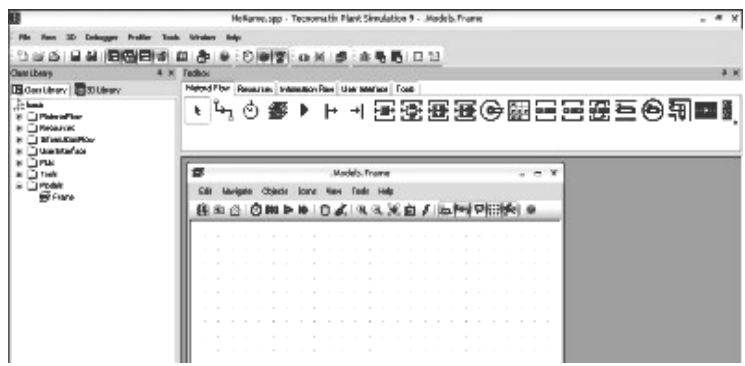 NoName.spp - Tecnomatix Plant Simulation 9 - .Models.Frame
File View 3D Debugger Profiler Tools Window Help
Class Library
Toolbox
Class Library 3D Library
Material Flow Resources Information Flow User Interface Tools
Basis
MaterialFlow
Resources
InformationFlow
UserInterface
MUs
Tools
Models
Frame
.Models.Frame
Edit Navigate Objects Icons View Tools Help